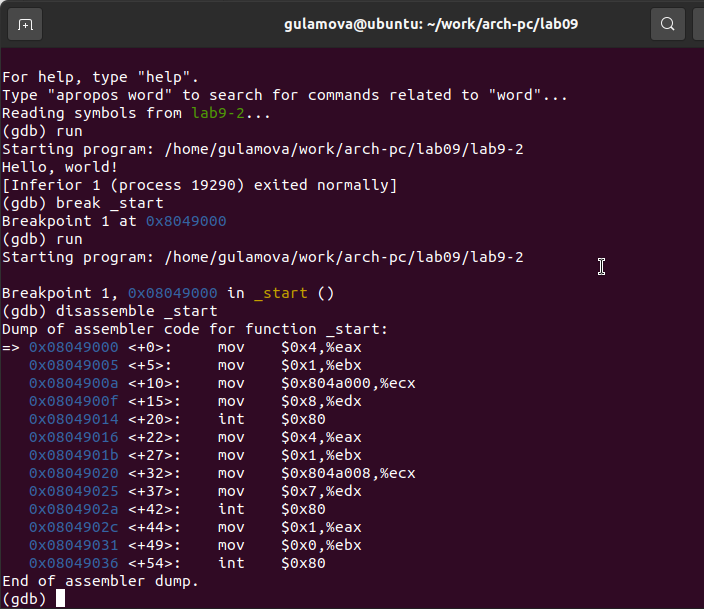 gulamova@ubuntu: ~/work/arch-pc/lab09
For help, type "help".
Type "apropos word" to search for commands related to "word"...
Reading symbols from lab9-2...
(gdb) run
Starting program: /home/gulamova/work/arch-pc/lab09/lab9-2
Hello, world!
[Inferior 1 (process 19290) exited normally]
(gdb) break _start
Breakpoint 1 at 0x8049000
(gdb) run
Starting program: /home/gulamova/work/arch-pc/lab09/lab9-2

Breakpoint 1, 0x08049000 in _start ()
(gdb) disassemble _start
Dump of assembler code for function _start:
=> 0x08049000 <+0>:     mov    $0x4,%eax
   0x08049005 <+5>:     mov    $0x1,%ebx
   0x0804900a <+10>:    mov    $0x804a000,%ecx
   0x0804900f <+15>:    mov    $0x8,%edx
   0x08049014 <+20>:    int    $0x80
   0x08049016 <+22>:    mov    $0x4,%eax
   0x0804901b <+27>:    mov    $0x1,%ebx
   0x08049020 <+32>:    mov    $0x804a008,%ecx
   0x08049025 <+37>:    mov    $0x7,%edx
   0x0804902a <+42>:    int    $0x80
   0x0804902c <+44>:    mov    $0x1,%eax
   0x08049031 <+49>:    mov    $0x0,%ebx
   0x08049036 <+54>:    int    $0x80
End of assembler dump.
(gdb)